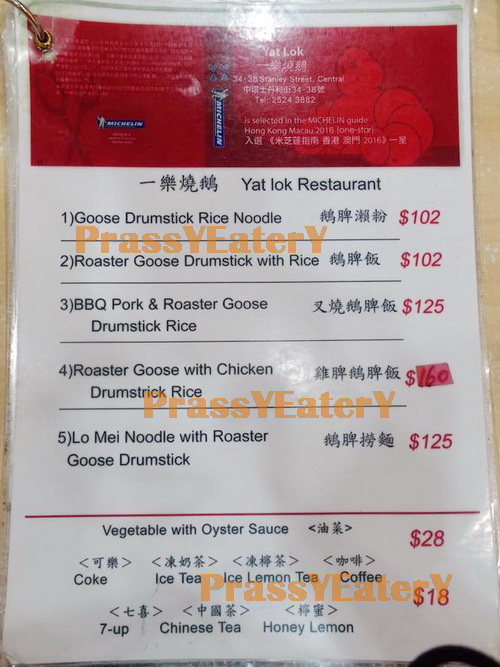 Yat Lok
一樂燒鵝
34-38 Stanley Street, Central
中環士丹利街34-38號
Tel: 2524 3882
MICHELIN
MICHELIN
is selected in the MICHELIN guide
Hong Kong Macau 2016 (one-star)
入選 《米芝蓮指南 香港 澳門 2016》一星
一樂燒鵝 Yat lok Restaurant
1)Goose Drumstick Rice Noodle 鵝脾瀨粉 $102
PrassYEaterY
2)Roaster Goose Drumstick with Rice 鵝脾飯 $102
3)BBQ Pork & Roaster Goose 叉燒鵝脾飯 $125
Drumstick Rice
4)Roaster Goose with Chicken 雞脾鵝脾飯 $160
Drumstrick Rice
PrassYEaterY
5)Lo Mei Noodle with Roaster 鵝脾撈麵 $125
Goose Drumstick
Vegetable with Oyster Sauce <油菜> $28
<可樂> <凍奶茶> <凍檸茶> <咖啡>
Coke Ice Tea Ice Lemon Tea Coffee
PrassYEaterY
$18
<七喜> <中國茶> <檸蜜>
7-up Chinese Tea Honey Lemon